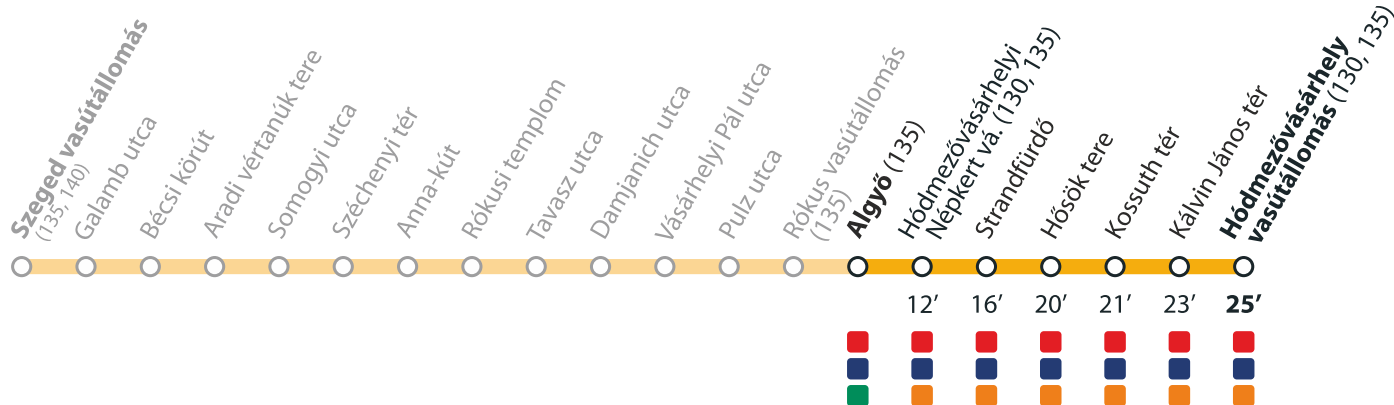 Szeged vasútállomás
(135, 140)
Galamb utca
Bécsi körút
Aradi vértanúk tere
Somogyi utca
Széchenyi tér
Anna-kút
Rókusi templom
Tavasz utca
Damjanich utca
Vásárhelyi Pál utca
Pulz utca
Rókus vasútállomás
(135)
Algyő (135)
Hódmezővásárhelyi
Népkert vá. (130, 135)
Strandfürdő
Hősök tere
Kossuth tér
Kálvin János tér
Hódmezővásárhely
vasútállomás (130, 135)
12’ 16’ 20’ 21’ 23’ 25’